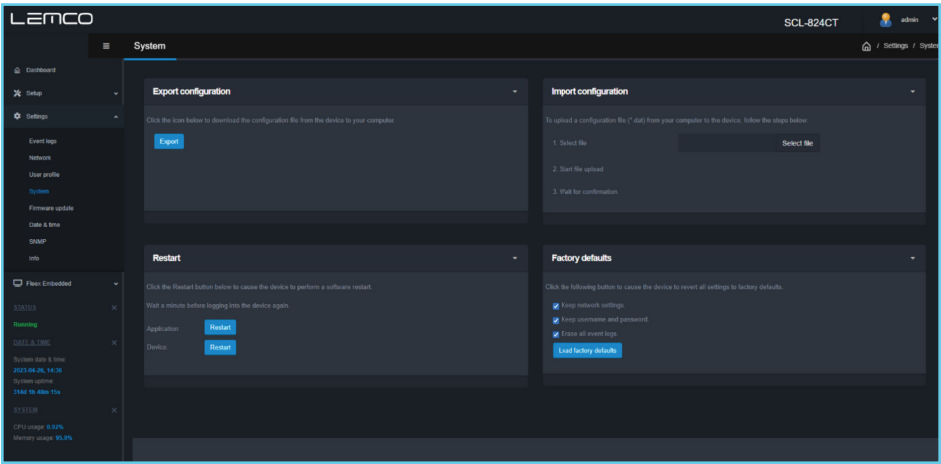 LEMCO
SCL-824CT
admin
System
/ Settings / System
Dashboard
Setup
Settings
Event logs
Network
User profile
System
Firmware update
Date & time
SNMP
Info
Flexx Embedded
STATUS
Running
DATE & TIME
System date & time:
2023-04-26, 14:36
System uptime:
314d 1h 48m 15s
SYSTEM
CPU usage: 0.02%
Memory usage: 95.8%
Export configuration
Click the icon below to download the configuration file from the device to your computer.
Export
Import configuration
To upload a configuration file (*.dat) from your computer to the device, follow the steps below:
1. Select file
Select file
2. Start file upload
3. Wait for confirmation
Restart
Click the Restart button below to cause the device to perform a software restart.
Wait a minute before logging into the device again.
Application:
Restart
Device:
Restart
Factory defaults
Click the following button to cause the device to revert all settings to factory defaults.
Keep network settings
Keep username and password
Erase all event logs
Load factory defaults